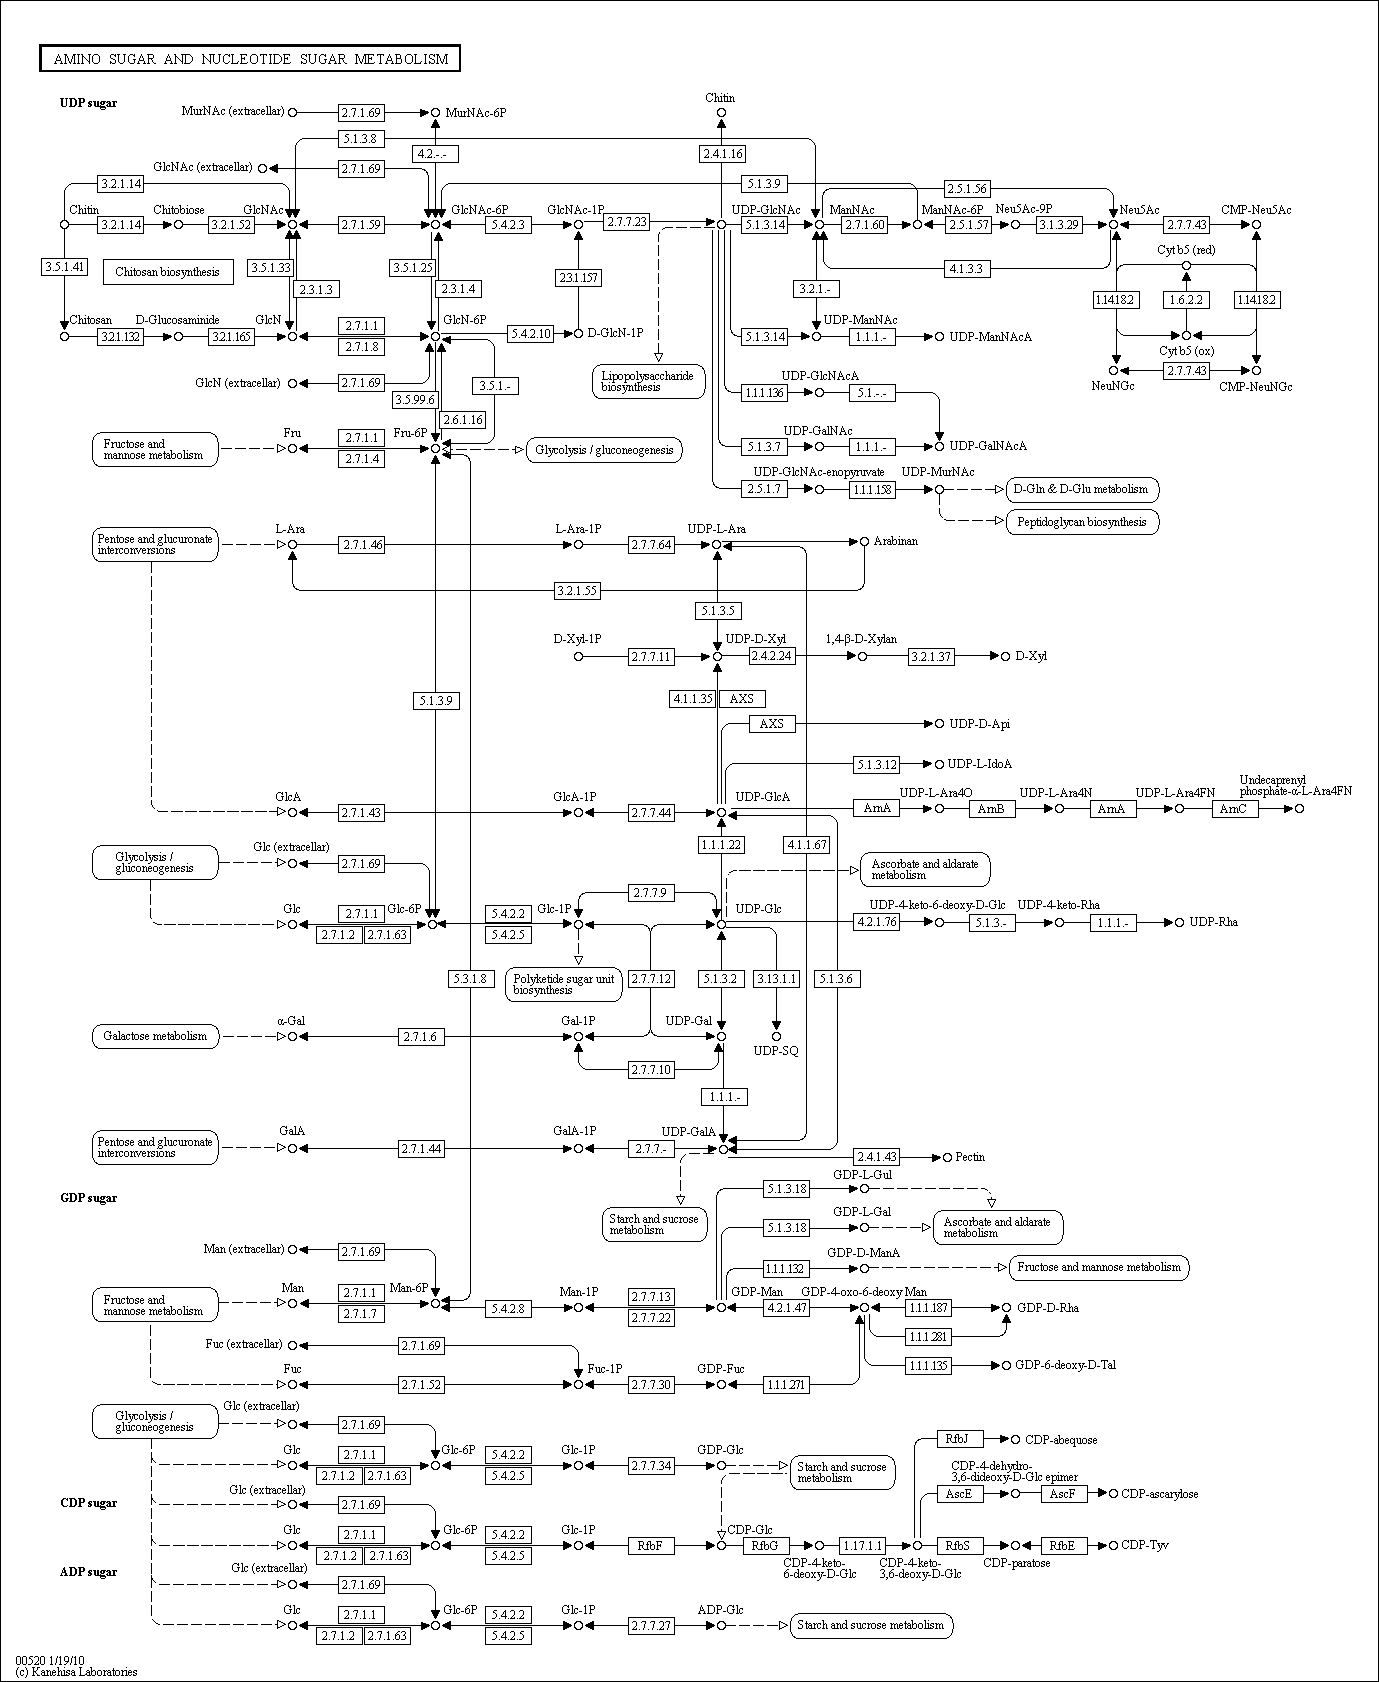 AMINO SUGAR AND NUCLEOTIDE SUGAR METABOLISM
UDP sugar
MurNAc (extracellar)
2.7.1.69
MurNAc-6P
Chitin
5.1.3.8
4.2.-.-
2.4.1.16
GlcNAc (extracellar)
2.7.1.69
3.2.1.14
5.1.3.9
2.5.1.56
Chitin
3.2.1.14
Chitobiose
3.2.1.52
GlcNAc
2.7.1.59
GlcNAc-6P
5.4.2.3
GlcNAc-1P
2.7.7.23
UDP-GlcNAc
5.1.3.14
ManNAc
2.7.1.60
ManNAc-6P
2.5.1.57
Neu5Ac-9P
3.1.3.29
Neu5Ac
2.7.7.43
CMP-Neu5Ac
3.5.1.41
Chitosan biosynthesis
3.5.1.33
2.3.1.3
3.5.1.25
2.3.1.4
2.3.1.157
3.2.1.-
4.1.3.3
Cyt b5 (red)
1.14.18.2
1.6.2.2
1.14.18.2
Cyt b5 (ox)
Chitosan
3.2.1.132
D-Glucosaminide
3.2.1.165
GlcN
2.7.1.1
2.7.1.8
GlcN-6P
5.4.2.10
D-GlcN-1P
5.1.3.14
UDP-ManNAc
1.1.1.-
UDP-ManNAcA
Lipopolysaccharide
biosynthesis
NeuNGc
2.7.7.43
CMP-NeuNGc
GlcN (extracellar)
2.7.1.69
3.5.1.-
3.5.99.6
2.6.1.16
UDP-GlcNAcA
1.1.1.136
5.1.-.-
Fructose and
mannose metabolism
Fru
2.7.1.1
2.7.1.4
Fru-6P
Glycolysis / gluconeogenesis
5.1.3.7
UDP-GalNAc
1.1.1.-
UDP-GalNAcA
2.5.1.7
UDP-GlcNAc-enopyruvate
1.1.1.158
UDP-MurNAc
D-Gln & D-Glu metabolism
Peptidoglycan biosynthesis
Pentose and glucuronate
interconversions
L-Ara
2.7.1.46
L-Ara-1P
2.7.7.64
UDP-L-Ara
Arabinan
3.2.1.55
5.1.3.5
D-Xyl-1P
2.7.7.11
UDP-D-Xyl
2.4.2.24
1,4-β-D-Xylan
3.2.1.37
D-Xyl
5.1.3.9
4.1.1.35
AXS
AXS
UDP-D-Api
5.1.3.12
UDP-L-IdoA
GlcA
2.7.1.43
GlcA-1P
2.7.7.44
UDP-GlcA
ArnA
UDP-L-Ara4O
ArnB
UDP-L-Ara4N
ArnA
UDP-L-Ara4FN
ArnC
Undecaprenyl
phosphate-α-L-Ara4FN
1.1.1.22
4.1.1.67
Glycolysis /
gluconeogenesis
Glc (extracellar)
2.7.1.69
Ascorbate and aldarate
metabolism
2.7.7.9
Glc
2.7.1.1
2.7.1.2
2.7.1.63
Glc-6P
5.4.2.2
5.4.2.5
Glc-1P
UDP-Glc
4.2.1.76
UDP-4-keto-6-deoxy-D-Glc
5.1.3.-
UDP-4-keto-Rha
1.1.1.-
UDP-Rha
5.3.1.8
Polyketide sugar unit
biosynthesis
2.7.7.12
5.1.3.2
3.13.1.1
5.1.3.6
Galactose metabolism
α-Gal
2.7.1.6
Gal-1P
UDP-Gal
UDP-SQ
2.7.7.10
1.1.1.-
Pentose and glucuronate
interconversions
GalA
2.7.1.44
GalA-1P
2.7.7.-
UDP-GalA
2.4.1.43
Pectin
GDP sugar
Starch and sucrose
metabolism
5.1.3.18
GDP-L-Gul
5.1.3.18
GDP-L-Gal
Ascorbate and aldarate
metabolism
Man (extracellar)
2.7.1.69
1.1.1.132
GDP-D-ManA
Fructose and mannose metabolism
Fructose and
mannose metabolism
Man
2.7.1.1
2.7.1.7
Man-6P
5.4.2.8
Man-1P
2.7.7.13
2.7.7.22
GDP-Man
4.2.1.47
GDP-4-oxo-6-deoxy Man
1.1.1.187
GDP-D-Rha
1.1.1.281
Fuc (extracellar)
2.7.1.69
1.1.1.135
GDP-6-deoxy-D-Tal
Fuc
2.7.1.52
Fuc-1P
2.7.7.30
GDP-Fuc
1.1.1.271
Glycolysis /
gluconeogenesis
Glc (extracellar)
2.7.1.69
Glc
2.7.1.1
2.7.1.2
2.7.1.63
Glc-6P
5.4.2.2
5.4.2.5
Glc-1P
2.7.7.34
GDP-Glc
Starch and sucrose
metabolism
RfbJ
CDP-abequose
CDP-4-dehydro-
3,6-dideoxy-D-Glc epimer
AscE
AscF
CDP-ascarylose
CDP sugar
Glc (extracellar)
2.7.1.69
Glc
2.7.1.1
2.7.1.2
2.7.1.63
Glc-6P
5.4.2.2
5.4.2.5
Glc-1P
RfbF
CDP-Glc
RfbG
CDP-4-keto-
6-deoxy-D-Glc
1.17.1.1
CDP-4-keto-
3,6-deoxy-D-Glc
RfbS
CDP-paratose
RfbE
CDP-Tyv
ADP sugar
Glc (extracellar)
2.7.1.69
Glc
2.7.1.1
2.7.1.2
2.7.1.63
Glc-6P
5.4.2.2
5.4.2.5
Glc-1P
2.7.7.27
ADP-Glc
Starch and sucrose metabolism
00520 1/19/10
(c) Kanehisa Laboratories